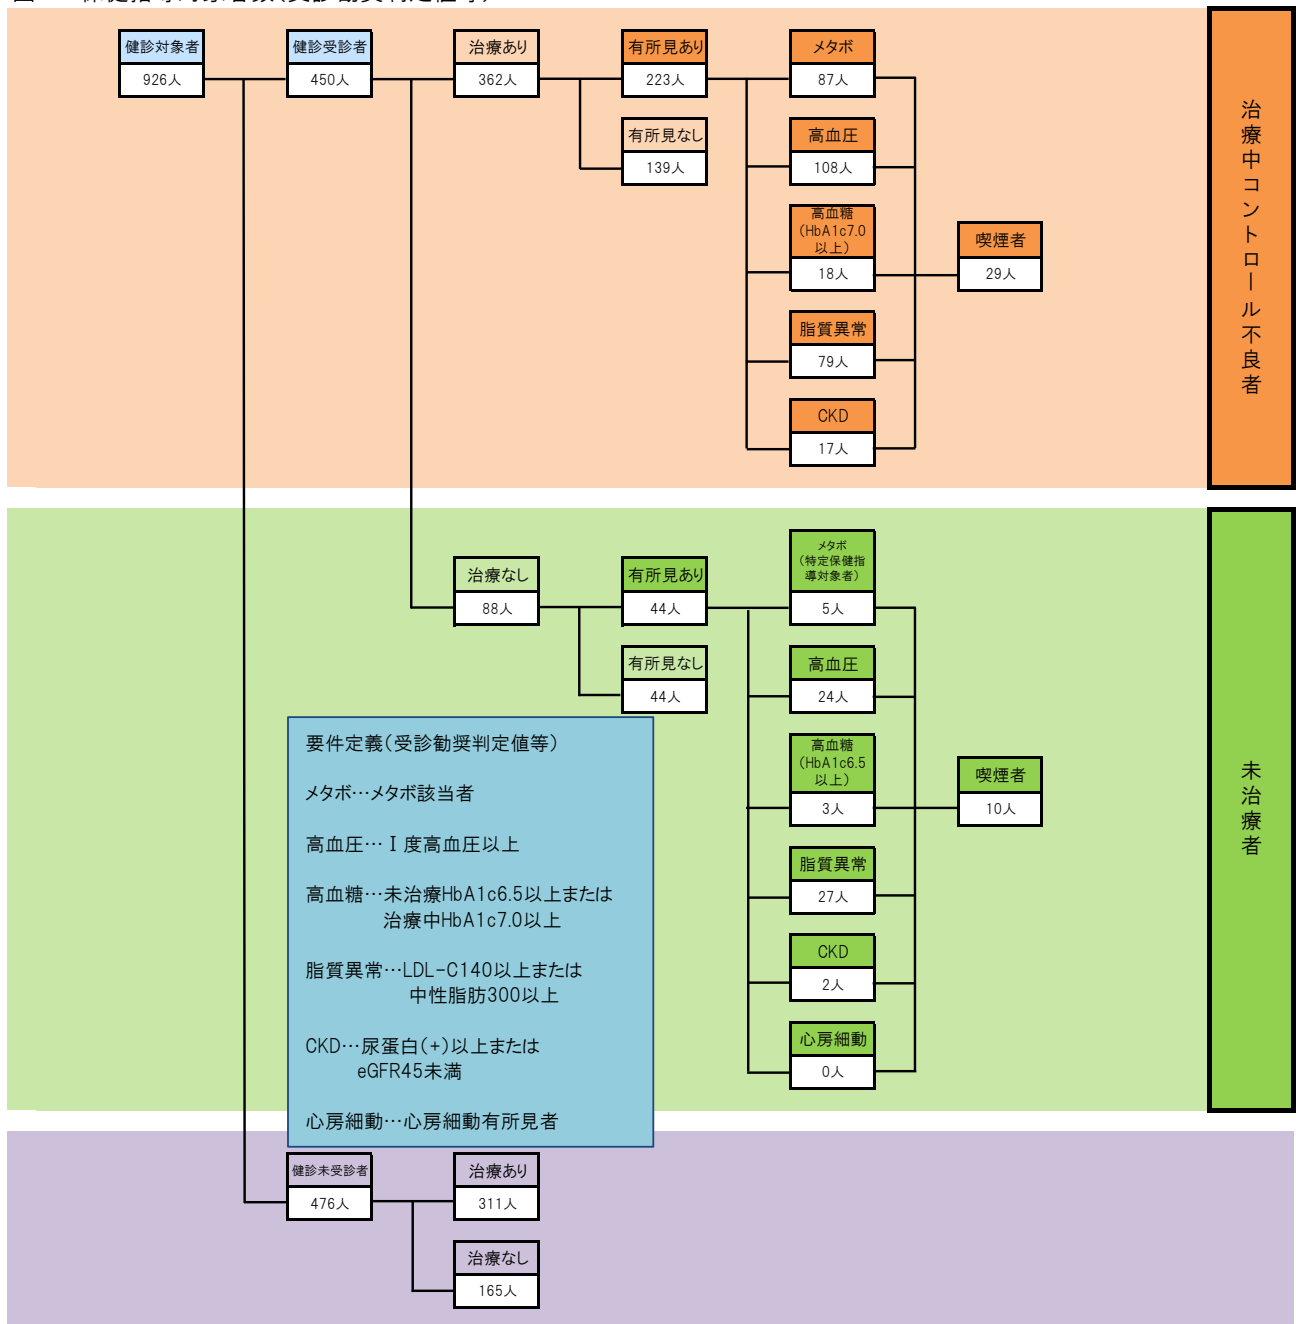 健診対象者
926人
健診受診者
450人
治療あり
362人
有所見あり
223人
有所見なし
139人
メタボ
87人
高血圧
108人
高血糖
(HbA1c7.0
以上)
18人
脂質異常
79人
CKD
17人
喫煙者
29人
治療中コントロール不良者
治療なし
88人
有所見あり
44人
有所見なし
44人
メタボ
(特定保健指
導対象者)
5人
高血圧
24人
高血糖
(HbA1c6.5
以上)
3人
脂質異常
27人
CKD
2人
心房細動
0人
喫煙者
10人
未治療者
要件定義(受診勧奨判定値等)
メタボ…メタボ該当者
高血圧…Ⅰ度高血圧以上
高血糖…未治療HbA1c6.5以上または
治療中HbA1c7.0以上
脂質異常…LDL-C140以上または
中性脂肪300以上
CKD…尿蛋白(+)以上または
eGFR45未満
心房細動…心房細動有所見者
健診未受診者
476人
治療あり
311人
治療なし
165人